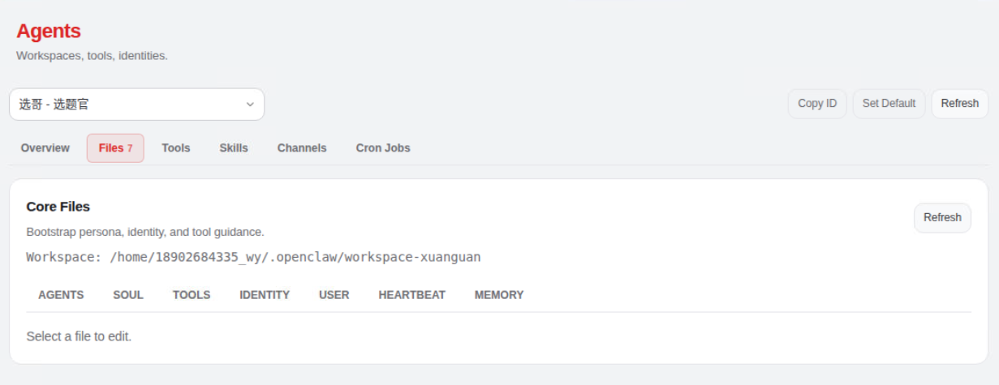 Agents
Workspaces, tools, identities.
选哥 - 选题官
Copy ID Set Default Refresh
Overview Files 7 Tools Skills Channels Cron Jobs
Core Files
Refresh
Bootstrap persona, identity, and tool guidance.
Workspace: /home/18902684335_wy/.openclaw/workspace-xuanguan
AGENTS SOUL TOOLS IDENTITY USER HEARTBEAT MEMORY
Select a file to edit.